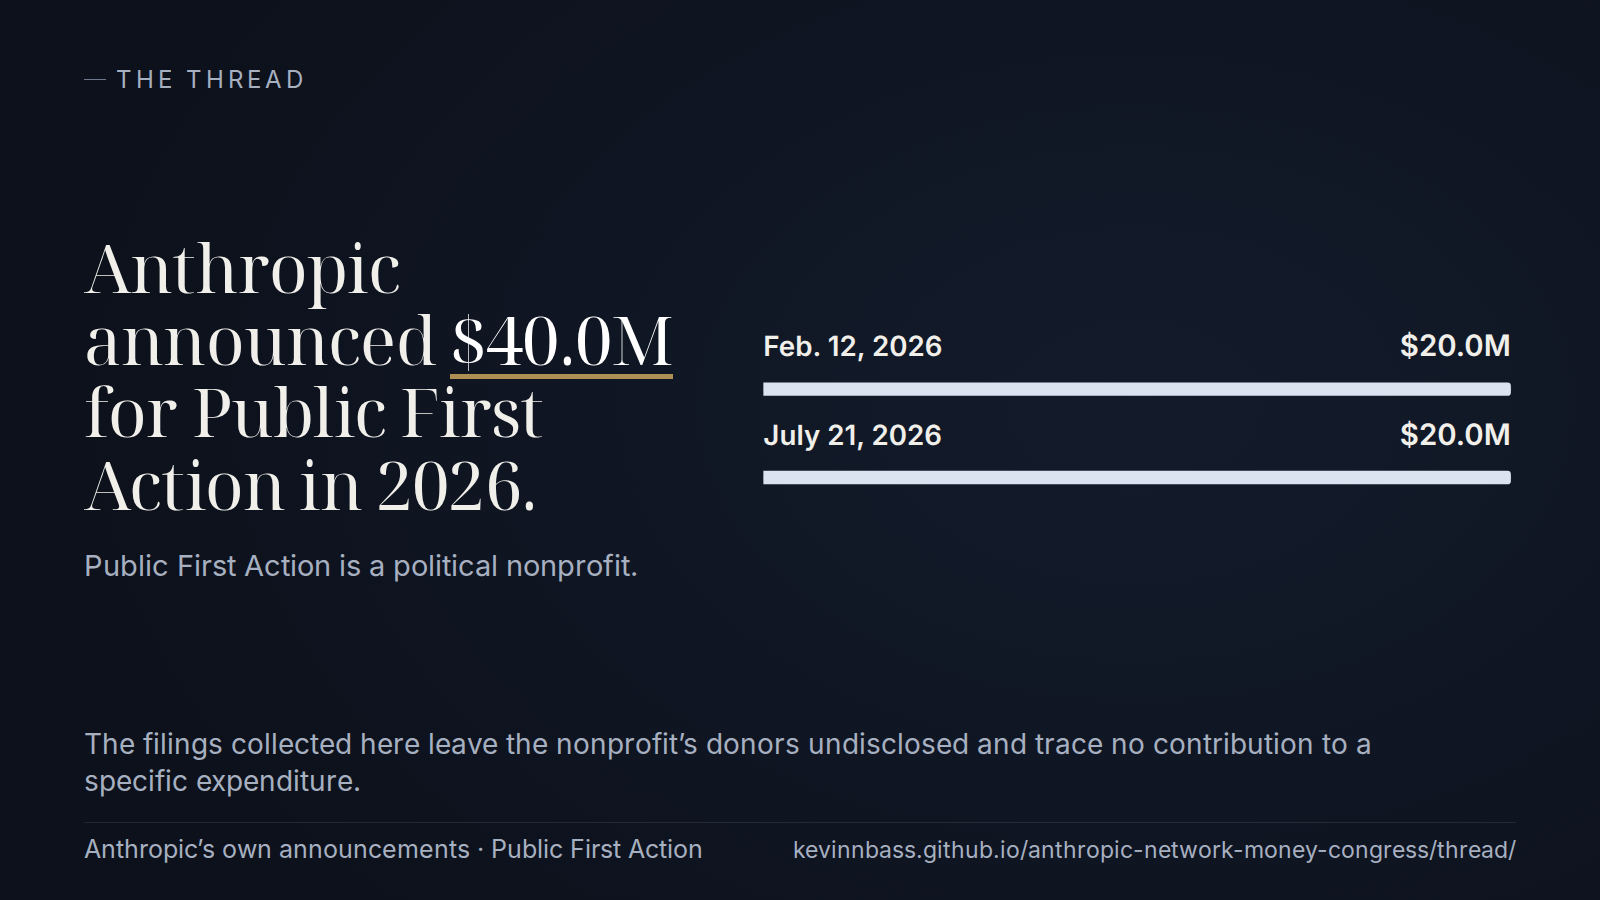 — THE THREAD
Anthropic
announced $40.0M
for Public First
Action in 2026.
Public First Action is a political nonprofit.
Feb. 12, 2026 $20.0M
July 21, 2026 $20.0M
The filings collected here leave the nonprofit’s donors undisclosed and trace no contribution to a
specific expenditure.
Anthropic’s own announcements · Public First Action
kevinnbass.github.io/anthropic-network-money-congress/thread/